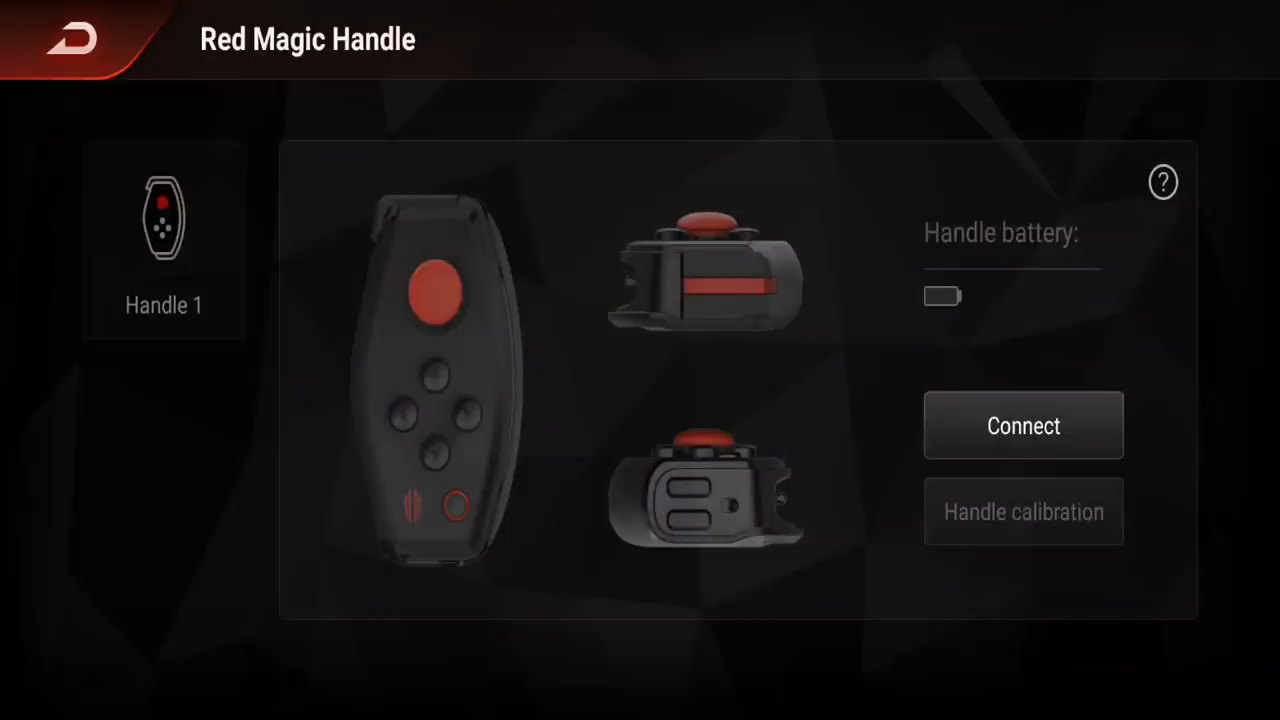 Red Magic Handle
Handle 1
?
Handle battery:
Connect
Handle calibration